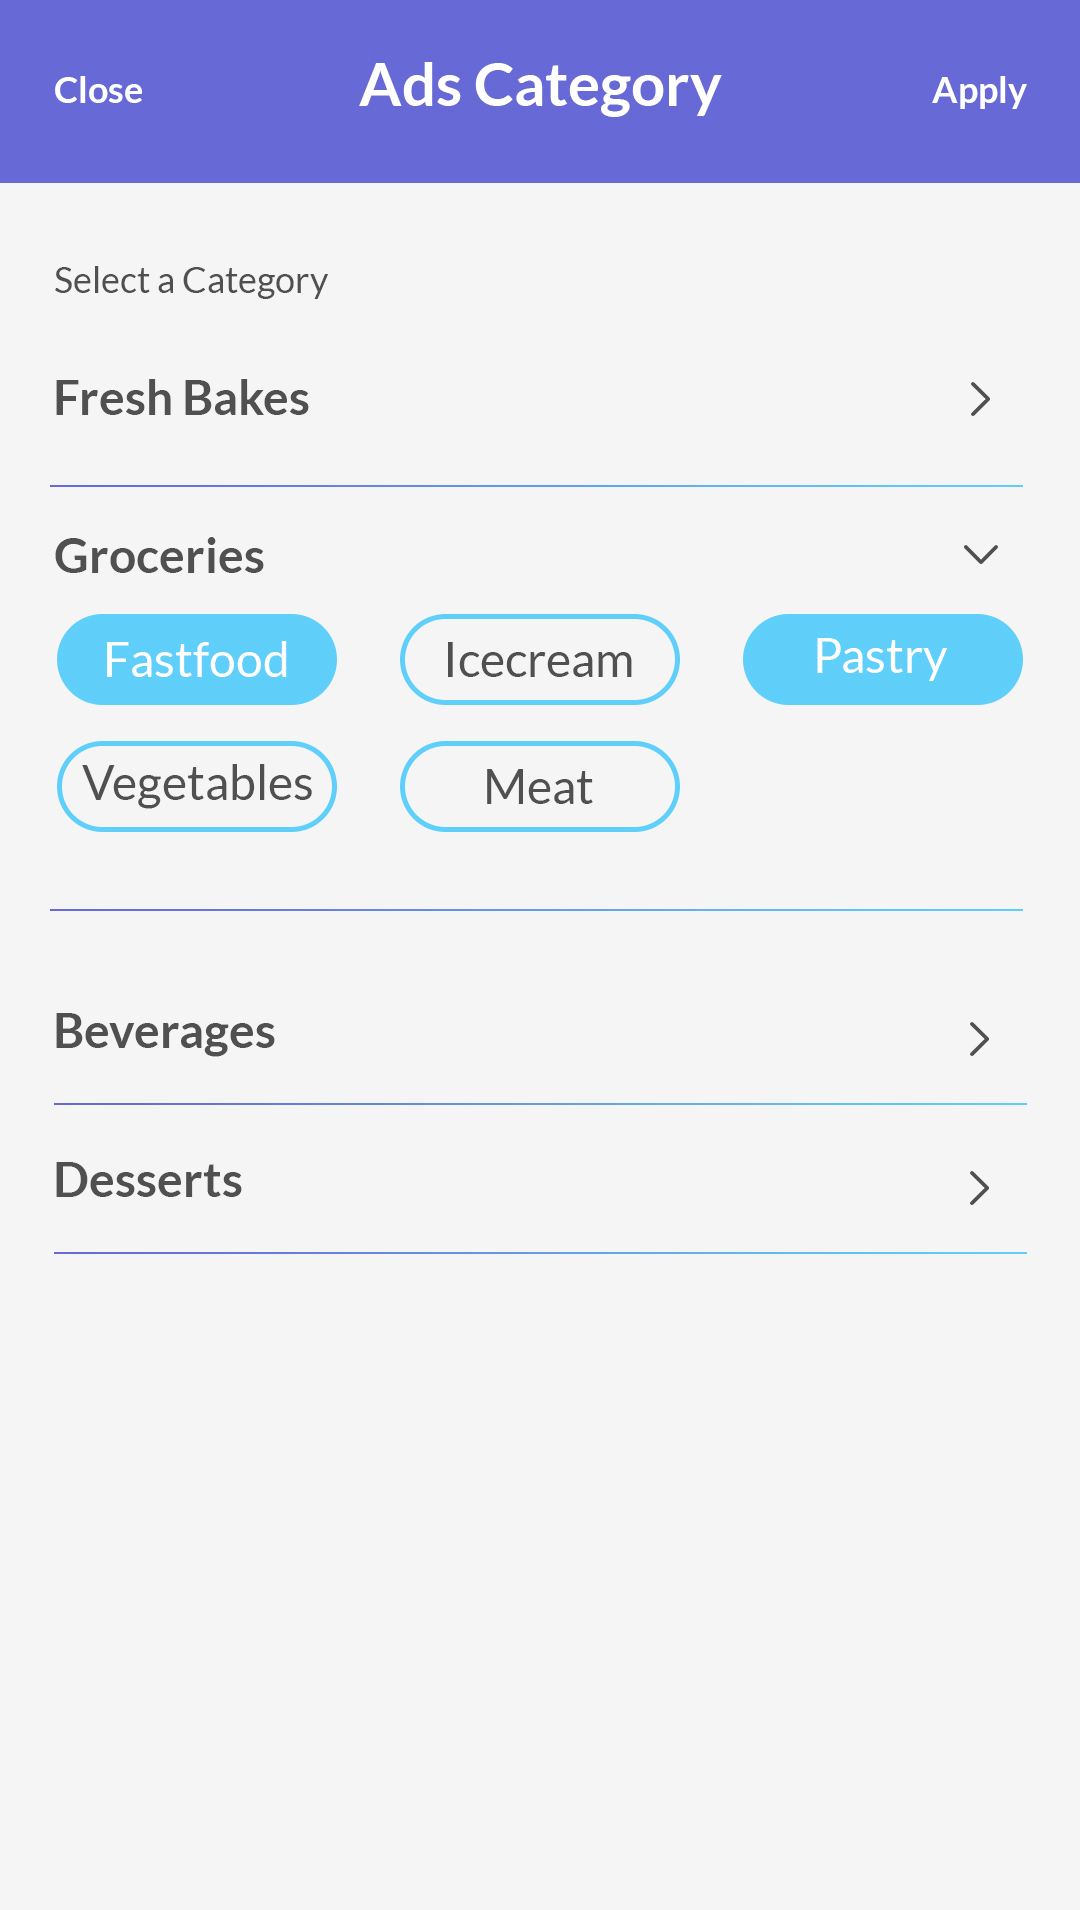 Close Ads Category Apply
Select a Category
Fresh Bakes
Groceries
Fastfood Icecream Pastry
Vegetables Meat
Beverages
Desserts